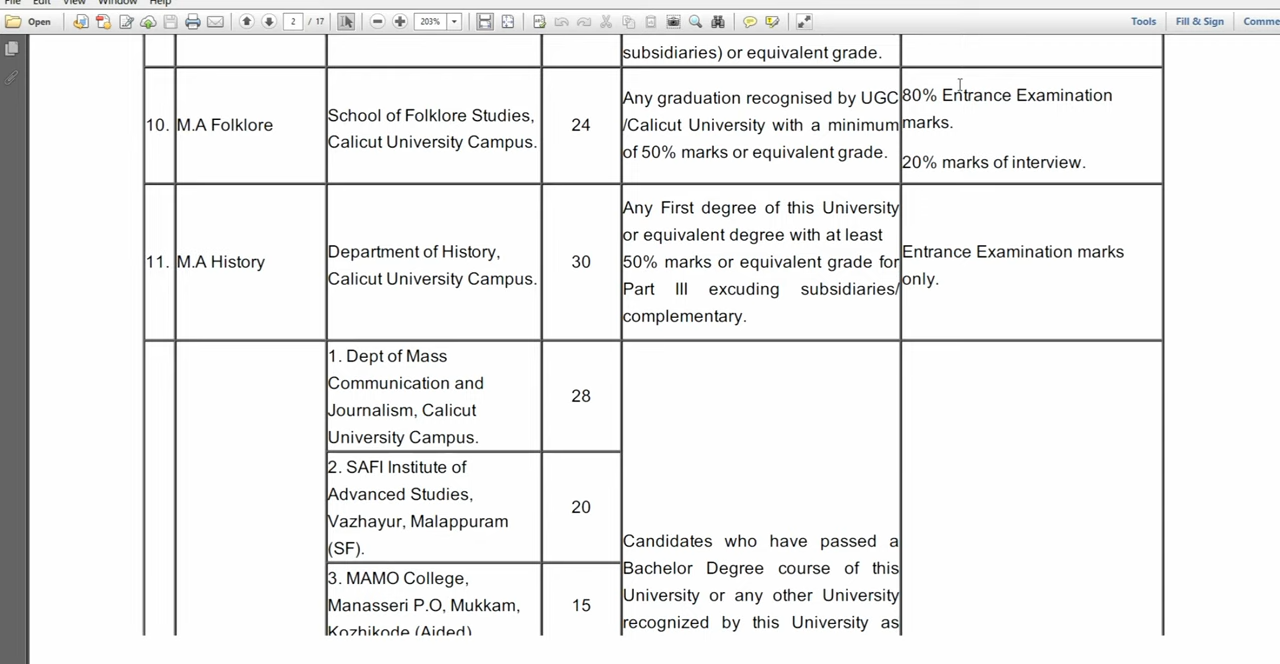 File Edit View Window Help
Open 2 / 17 203% Tools Fill & Sign
subsidiaries) or equivalent grade.
10. M.A Folklore
School of Folklore Studies,
Calicut University Campus.
24
Any graduation recognised by UGC
/Calicut University with a minimum
of 50% marks or equivalent grade.
80% Entrance Examination
marks.
20% marks of interview.
11. M.A History
Department of History,
Calicut University Campus.
30
Any First degree of this University
or equivalent degree with at least
50% marks or equivalent grade for
Part III excuding subsidiaries/
complementary.
Entrance Examination marks
only.
1. Dept of Mass
Communication and
Journalism, Calicut
University Campus.
28
2. SAFI Institute of
Advanced Studies,
Vazhayur, Malappuram
(SF).
20
3. MAMO College,
Manasseri P.O, Mukkam,
Kozhikode (Aided)
15
Candidates who have passed a
Bachelor Degree course of this
University or any other University
recognized by this University as